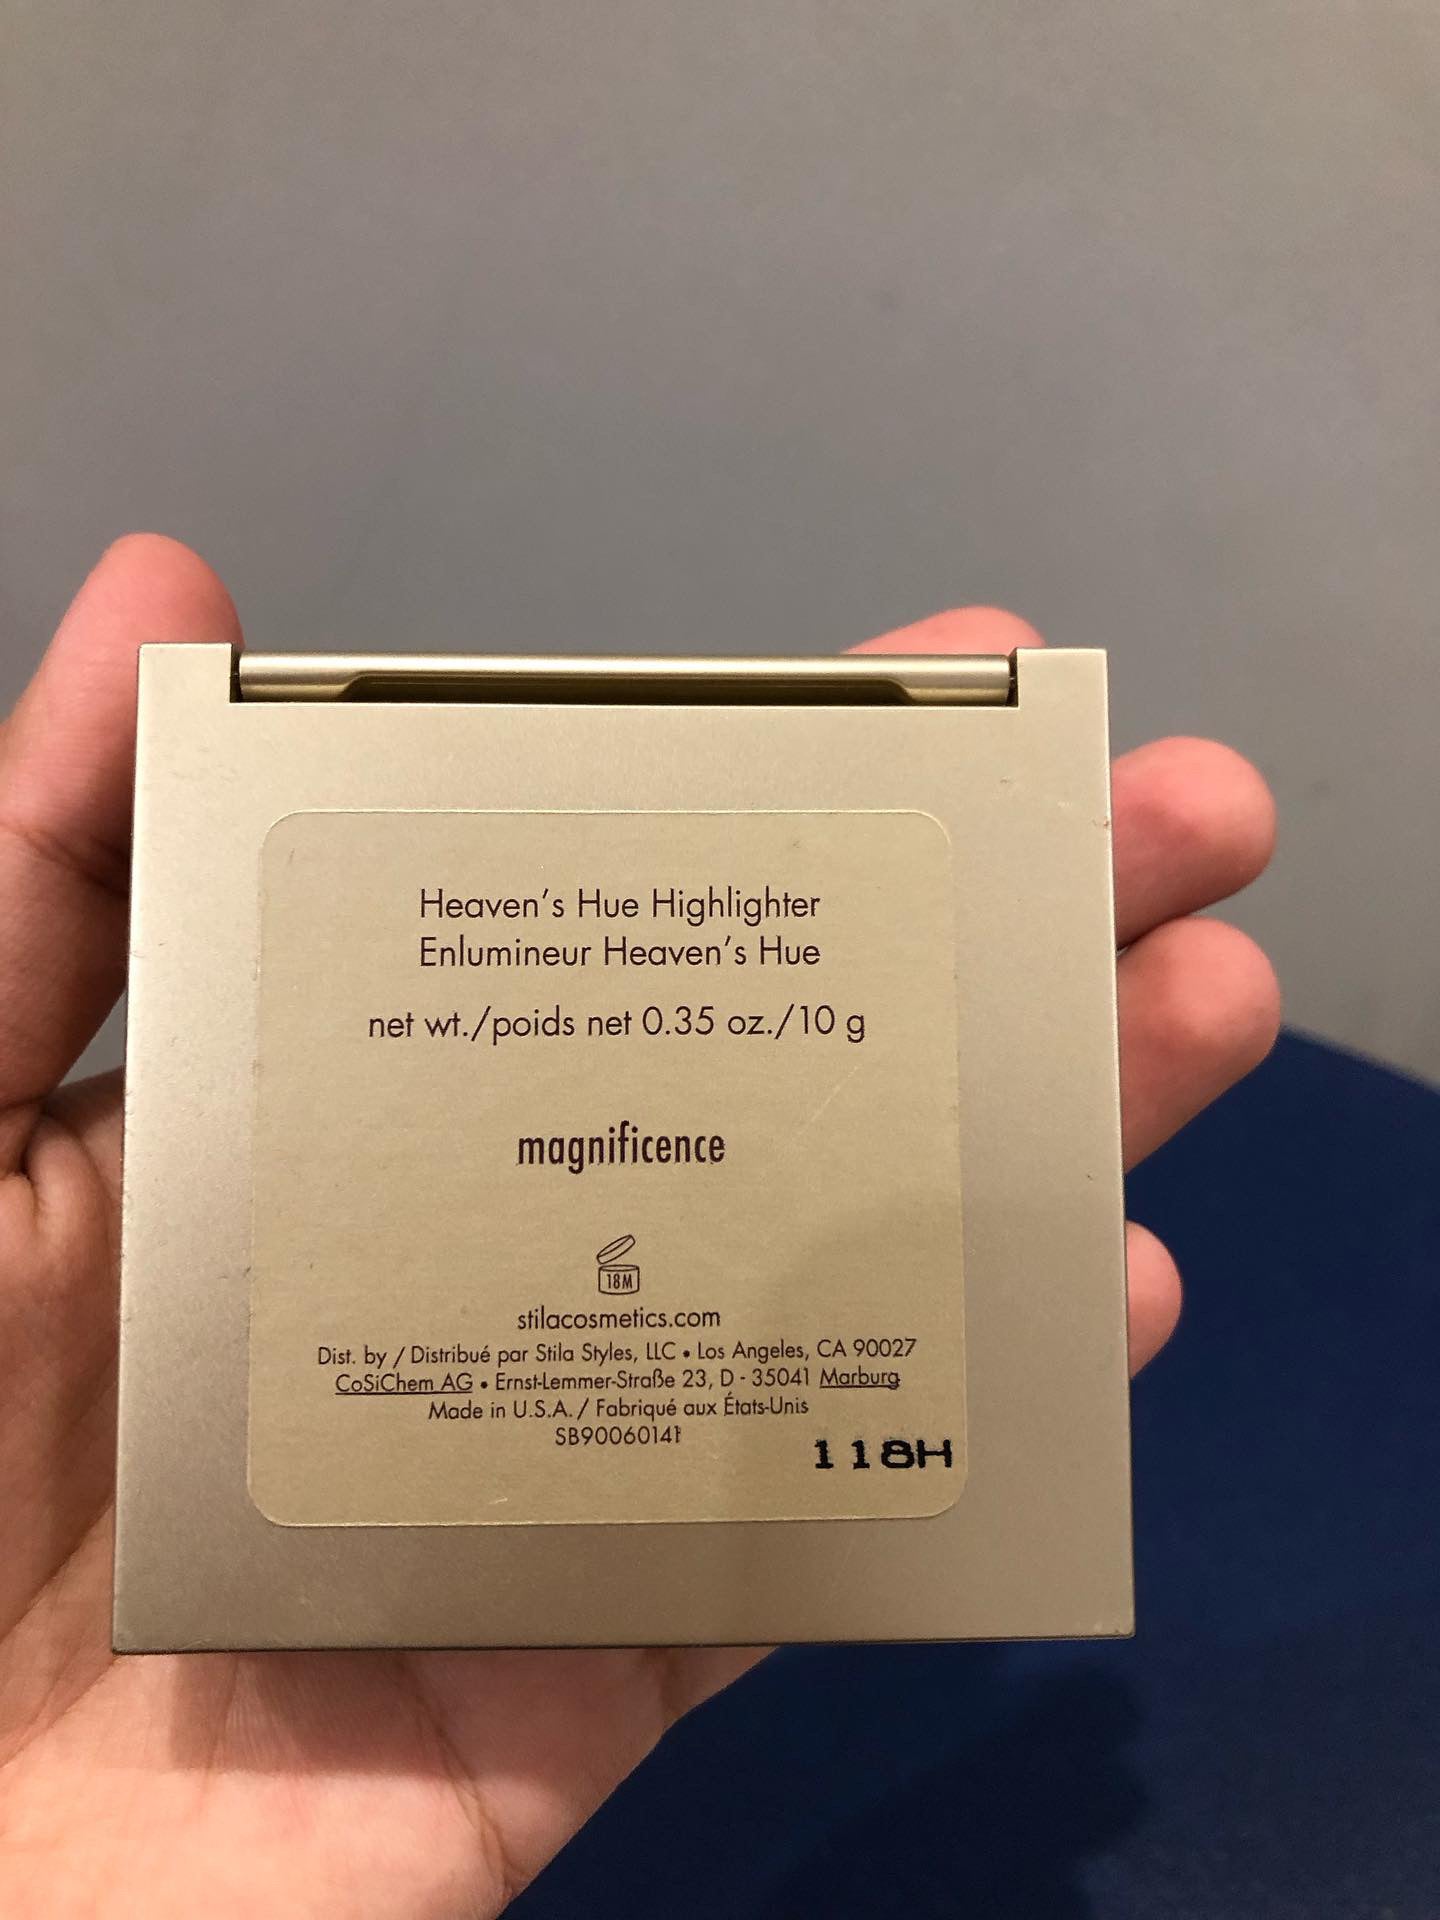 Heaven's Hue Highlighter
Enlumineur Heaven's Hue
net wt./poids net 0.35 oz./10 g
magnificence
18M
stilacosmetics.com
Dist. by / Distribué par Stila Styles, LLC • Los Angeles, CA 90027
CoSiChem AG • Ernst-Lemmer-Straße 23, D - 35041 Marburg
Made in U.S.A. / Fabriqué aux États-Unis
SB90060141
118H